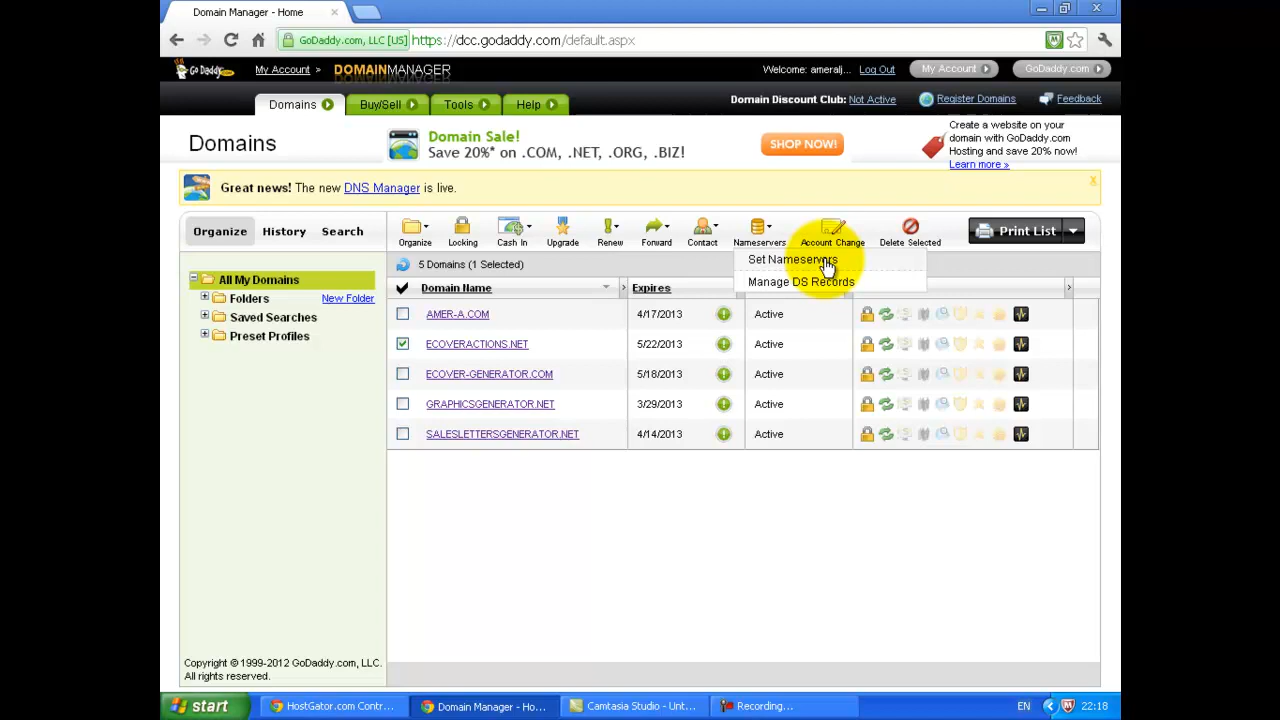 Domain Manager - Home
GoDaddy.com, LLC [US] https://dcc.godaddy.com/default.aspx
Go Daddy.com My Account > DOMAINMANAGER Welcome: ameralj... Log Out My Account GoDaddy.com
Domains Buy/Sell Tools Help Domain Discount Club: Not Active Register Domains Feedback
Domains
Domain Sale!
Save 20%* on .COM, .NET, .ORG, .BIZ!
SHOP NOW!
Create a website on your
domain with GoDaddy.com
Hosting and save 20% now!
Learn more »
Great news! The new DNS Manager is live.
Organize History Search
Organize Locking Cash In Upgrade Renew Forward Contact Nameservers Account Change Delete Selected
Print List
5 Domains (1 Selected)
Set Nameservers
Manage DS Records
All My Domains
Folders New Folder
Saved Searches
Preset Profiles
Domain Name Expires
AMER-A.COM 4/17/2013 Active
ECOVERACTIONS.NET 5/22/2013 Active
ECOVER-GENERATOR.COM 5/18/2013 Active
GRAPHICSGENERATOR.NET 3/29/2013 Active
SALESLETTERSGENERATOR.NET 4/14/2013 Active
Copyright © 1999-2012 GoDaddy.com, LLC.
All rights reserved.
start HostGator.com Contr... Domain Manager - Ho... Camtasia Studio - Unt... Recording... EN 22:18